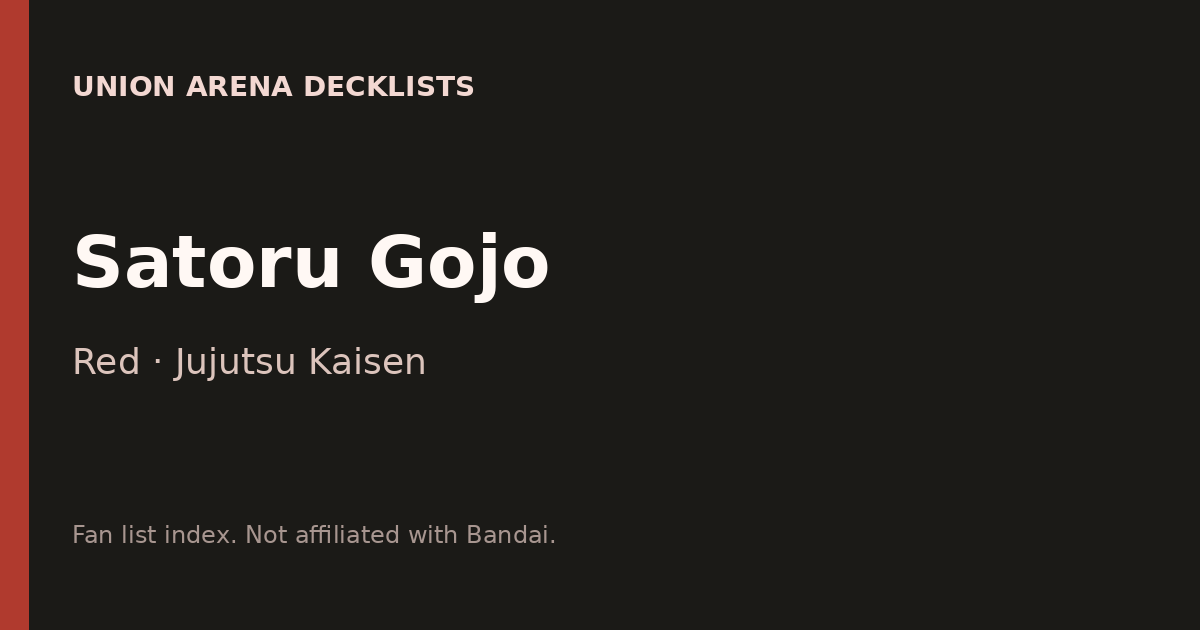 UNION ARENA DECKLISTS
Satoru Gojo
Red · Jujutsu Kaisen
Fan list index. Not affiliated with Bandai.